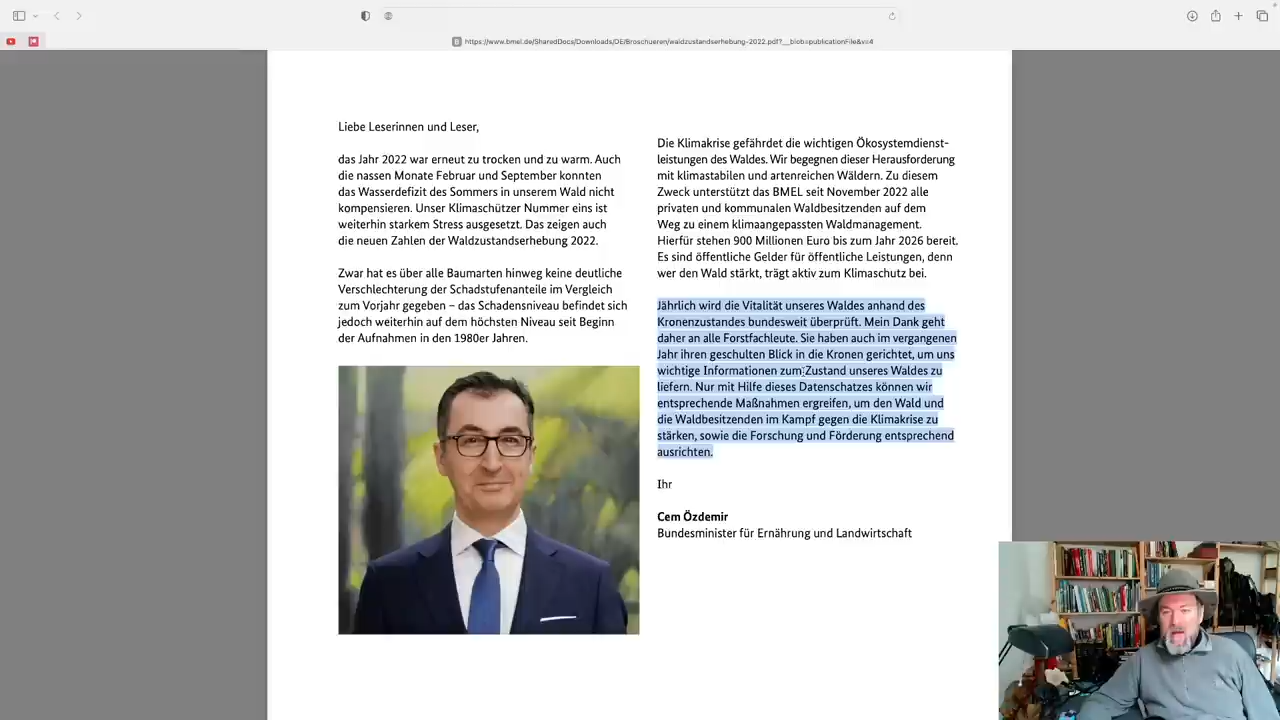 https://www.bmel.de/SharedDocs/Downloads/DE/Broschueren/waldzustandserhebung-2022.pdf?__blob=publicationFile&v=4
Liebe Leserinnen und Leser,
das Jahr 2022 war erneut zu trocken und zu warm. Auch
die nassen Monate Februar und September konnten
das Wasserdefizit des Sommers in unserem Wald nicht
kompensieren. Unser Klimaschützer Nummer eins ist
weiterhin starkem Stress ausgesetzt. Das zeigen auch
die neuen Zahlen der Waldzustandserhebung 2022.
Zwar hat es über alle Baumarten hinweg keine deutliche
Verschlechterung der Schadstufenanteile im Vergleich
zum Vorjahr gegeben – das Schadensniveau befindet sich
jedoch weiterhin auf dem höchsten Niveau seit Beginn
der Aufnahmen in den 1980er Jahren.
Die Klimakrise gefährdet die wichtigen Ökosystemdienst-
leistungen des Waldes. Wir begegnen dieser Herausforderung
mit klimastabilen und artenreichen Wäldern. Zu diesem
Zweck unterstützt das BMEL seit November 2022 alle
privaten und kommunalen Waldbesitzenden auf dem
Weg zu einem klimaangepassten Waldmanagement.
Hierfür stehen 900 Millionen Euro bis zum Jahr 2026 bereit.
Es sind öffentliche Gelder für öffentliche Leistungen, denn
wer den Wald stärkt, trägt aktiv zum Klimaschutz bei.
Jährlich wird die Vitalität unseres Waldes anhand des
Kronenzustandes bundesweit überprüft. Mein Dank geht
daher an alle Forstfachleute. Sie haben auch im vergangenen
Jahr ihren geschulten Blick in die Kronen gerichtet, um uns
wichtige Informationen zum Zustand unseres Waldes zu
liefern. Nur mit Hilfe dieses Datenschatzes können wir
entsprechende Maßnahmen ergreifen, um den Wald und
die Waldbesitzenden im Kampf gegen die Klimakrise zu
stärken, sowie die Forschung und Förderung entsprechend
ausrichten.
Ihr
Cem Özdemir
Bundesminister für Ernährung und Landwirtschaft